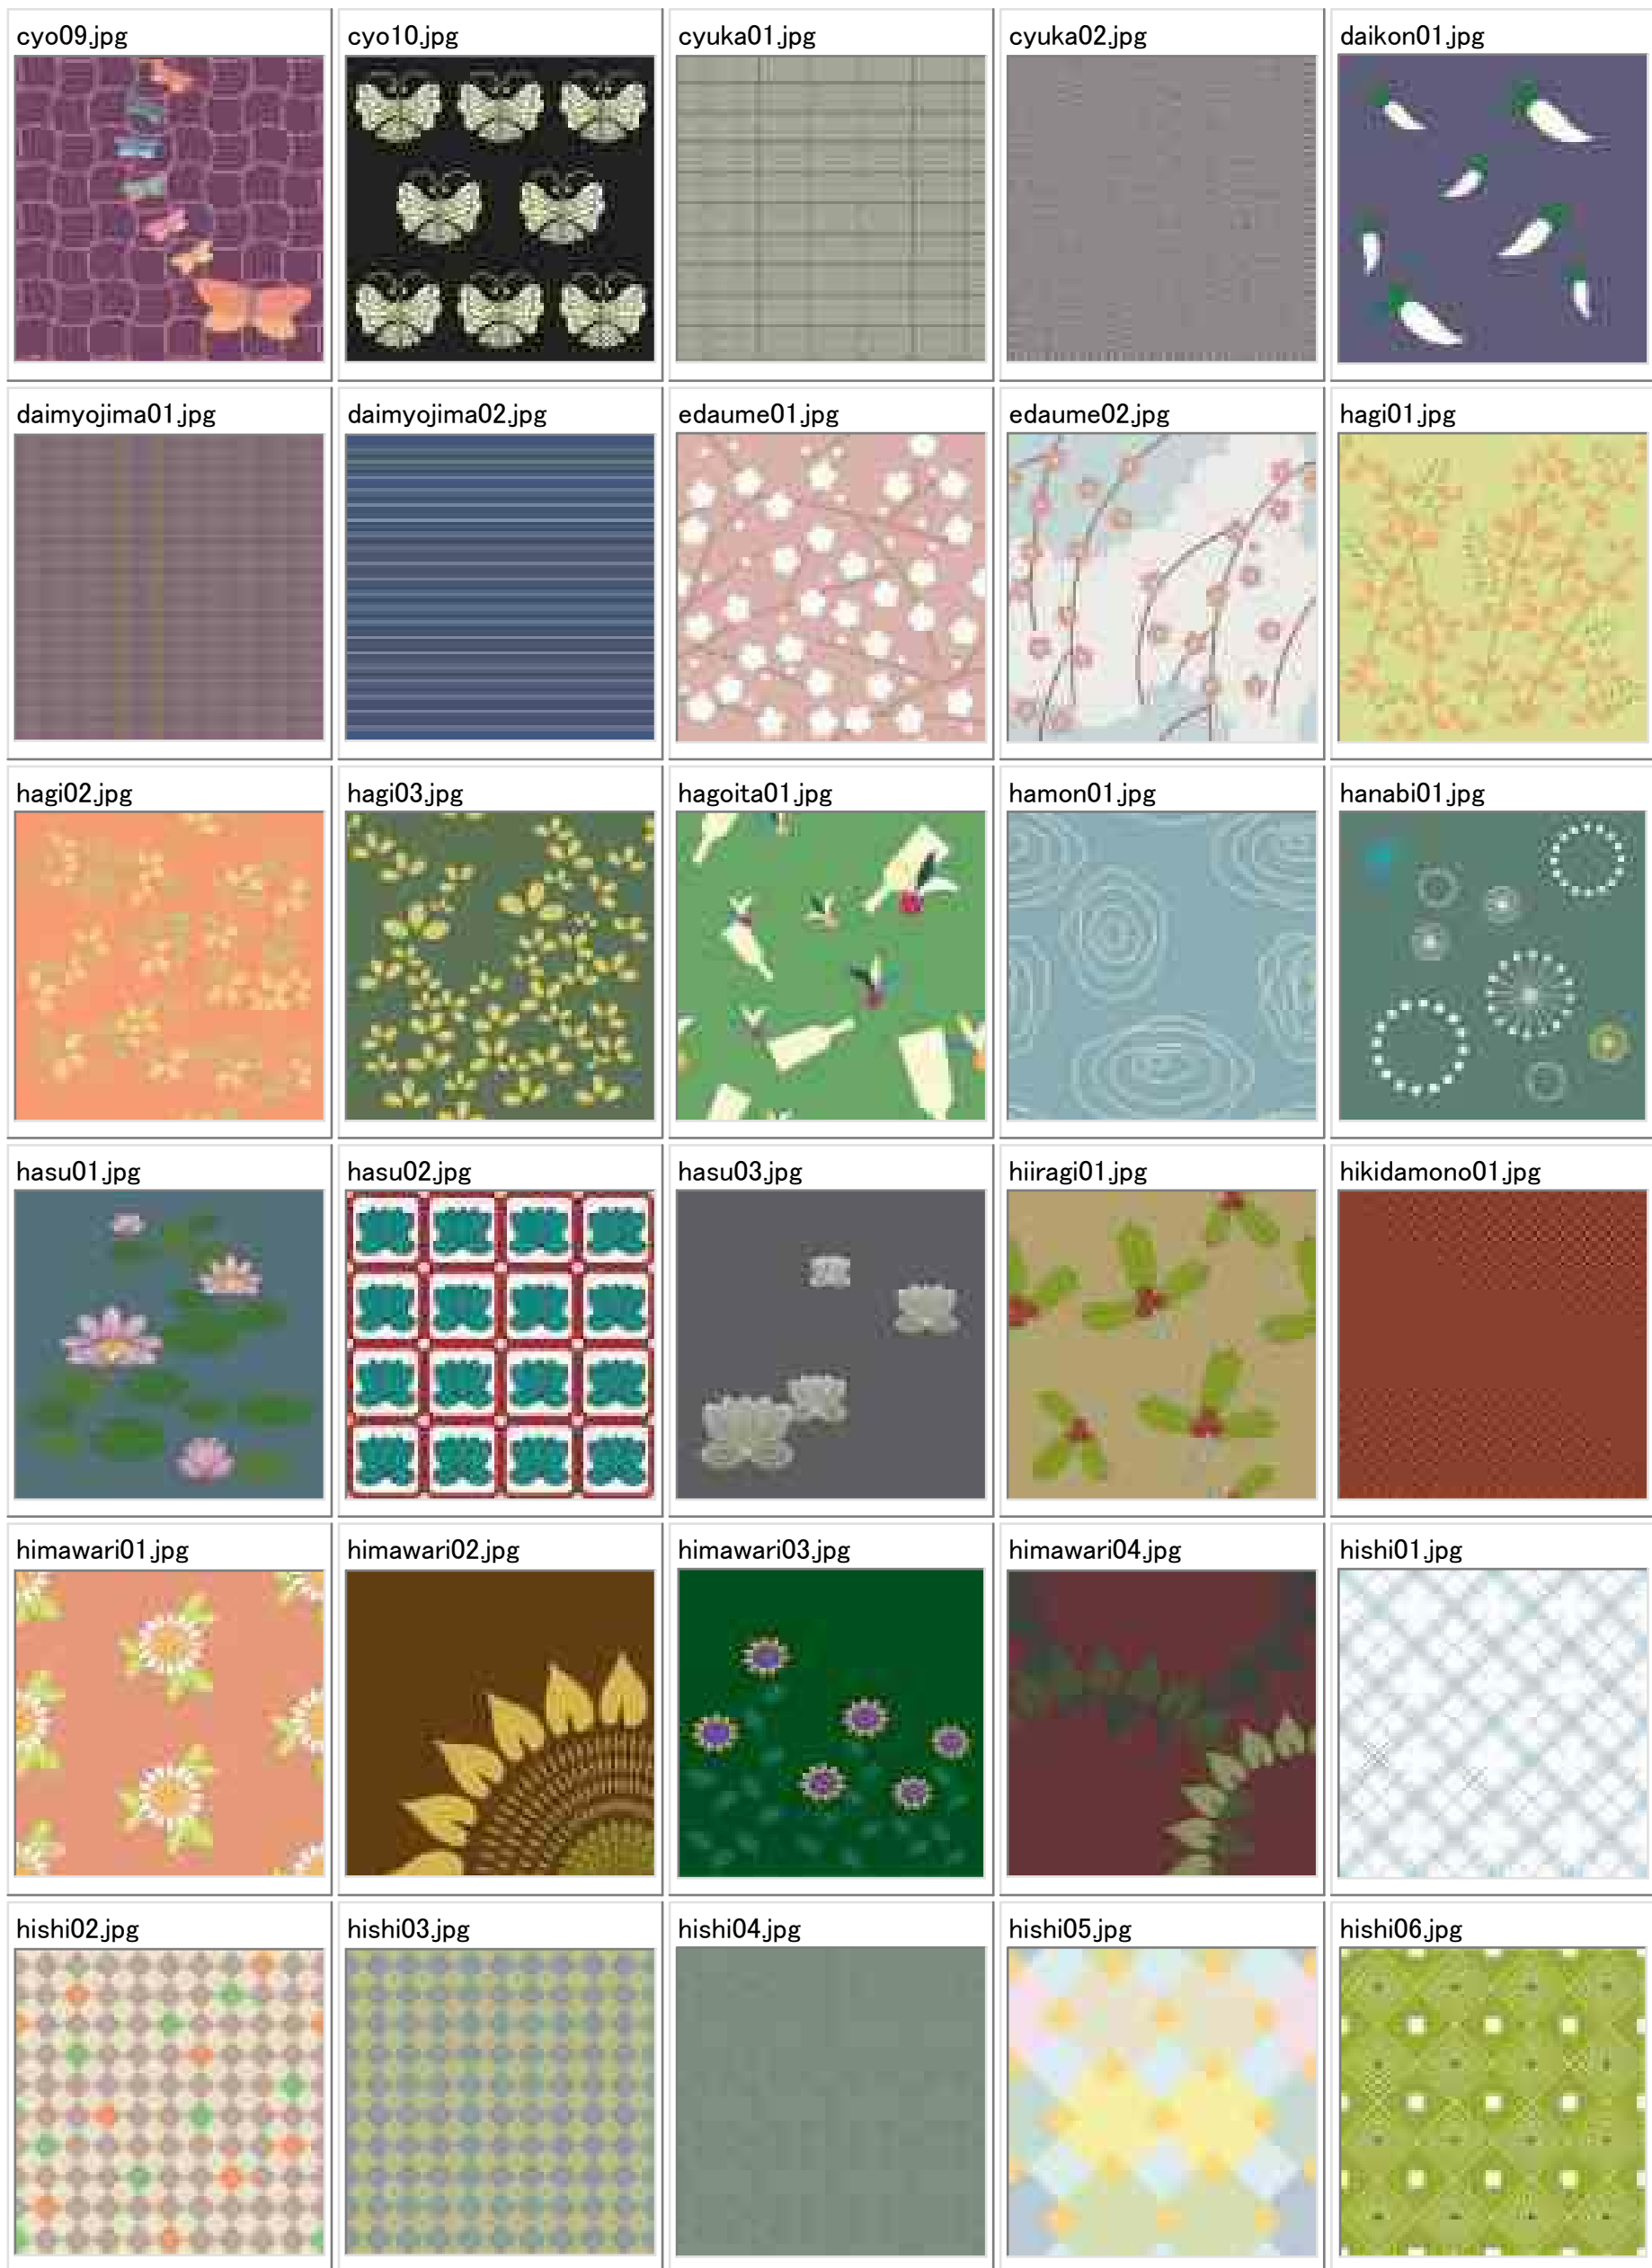 cyo09.jpg
cyo10.jpg
cyuka01.jpg
cyuka02.jpg
daikon01.jpg
daimyojima01.jpg
daimyojima02.jpg
edaume01.jpg
edaume02.jpg
hagi01.jpg
hagi02.jpg
hagi03.jpg
hagoita01.jpg
hamon01.jpg
hanabi01.jpg
hasu01.jpg
hasu02.jpg
hasu03.jpg
hiiragi01.jpg
hikidamono01.jpg
himawari01.jpg
himawari02.jpg
himawari03.jpg
himawari04.jpg
hishi01.jpg
hishi02.jpg
hishi03.jpg
hishi04.jpg
hishi05.jpg
hishi06.jpg